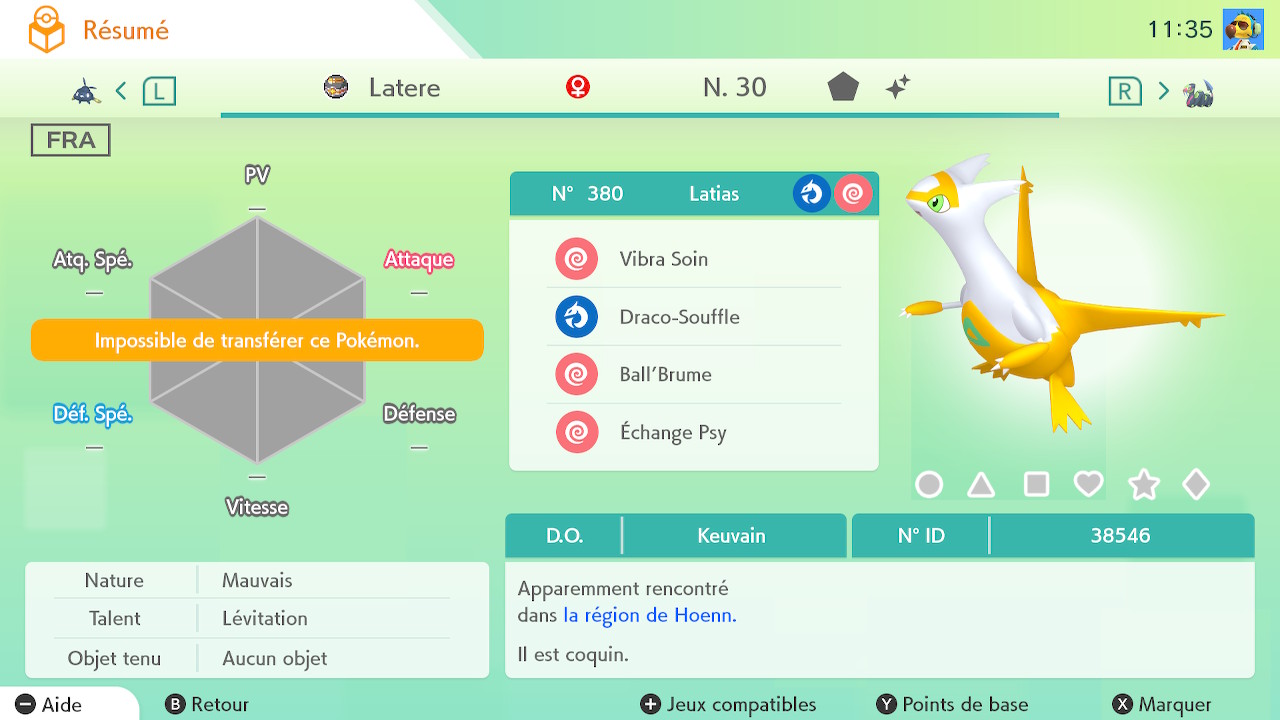 Résumé
11:35
L
Latere
N. 30
R
FRA
PV
Atq. Spé.
—
Attaque
—
—
Impossible de transférer ce Pokémon.
Déf. Spé.
—
Défense
—
—
Vitesse
N° 380 Latias
Vibra Soin
Draco-Souffle
Ball'Brume
Échange Psy
D.O. Keuvain
N° ID 38546
Nature Mauvais
Talent Lévitation
Objet tenu Aucun objet
Apparemment rencontré
dans la région de Hoenn.
Il est coquin.
Aide
B Retour
Jeux compatibles
Y Points de base
X Marquer